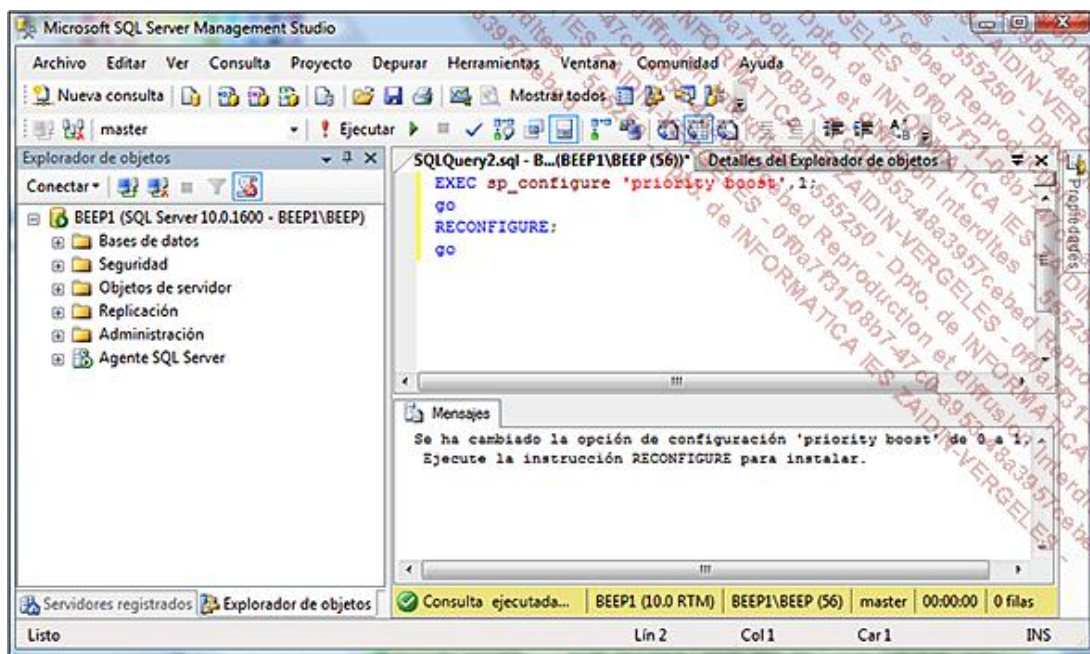 Microsoft SQL Server Management Studio
Archivo Editar Ver Consulta Proyecto Depurar Herramientas Ventana Comunidad Ayuda
Nueva consulta Mostrar todos
master Ejecutar
Explorador de objetos
Conectar
BEEP1 (SQL Server 10.0.1600 - BEEP1\BEEP)
Bases de datos
Seguridad
Objetos de servidor
Replicación
Administración
Agente SQL Server
Servidores registrados Explorador de objetos
SQLQuery2.sql - B...(BEEP1\BEEP (56))* Detalles del Explorador de objetos
EXEC sp_configure 'priority boost',1;
go
RECONFIGURE;
go
Propiedades
Mensajes
Se ha cambiado la opción de configuración 'priority boost' de 0 a 1.
Ejecute la instrucción RECONFIGURE para instalar.
Consulta ejecutada... BEEP1 (10.0 RTM) BEEP1\BEEP (56) master 00:00:00 0 filas
Listo Lín 2 Col 1 Car 1 INS